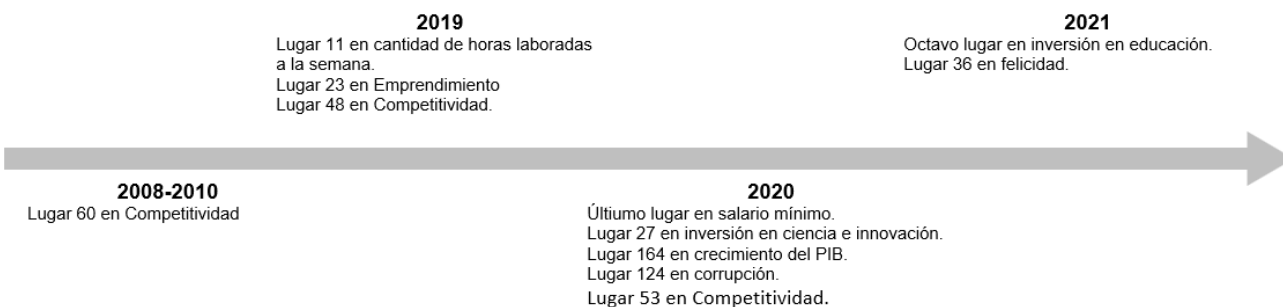 2019
Lugar 11 en cantidad de horas laboradas
a la semana.
Lugar 23 en Emprendimiento
Lugar 48 en Competitividad.
2021
Octavo lugar en inversión en educación.
Lugar 36 en felicidad.
2008-2010
Lugar 60 en Competitividad
2020
Últiumo lugar en salario mínimo.
Lugar 27 en inversión en ciencia e innovación.
Lugar 164 en crecimiento del PIB.
Lugar 124 en corrupción.
Lugar 53 en Competitividad.